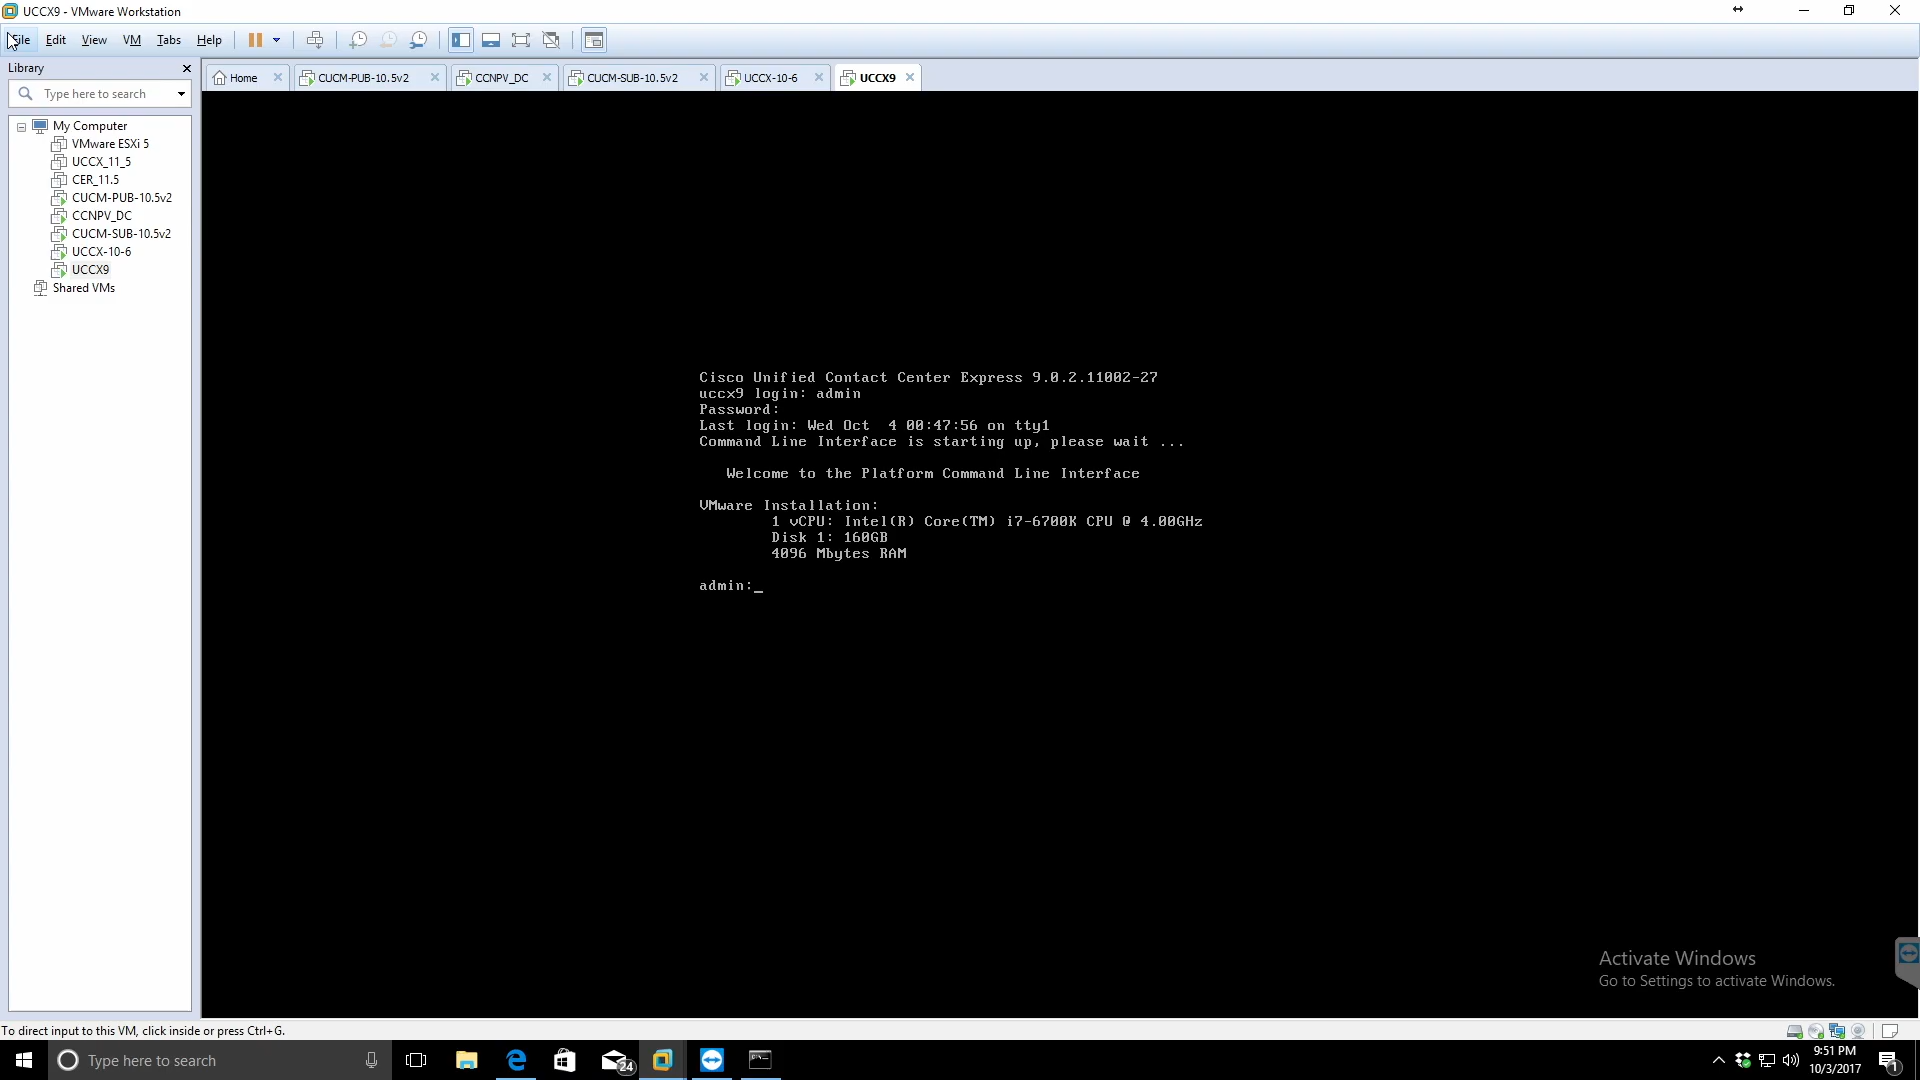 UCCX9 - VMware Workstation
File Edit View VM Tabs Help
Library
Type here to search
Home CUCM-PUB-10.5v2 CCNPV_DC CUCM-SUB-10.5v2 UCCX-10-6 UCCX9
My Computer
VMware ESXi 5
UCCX_11_5
CER_11.5
CUCM-PUB-10.5v2
CCNPV_DC
CUCM-SUB-10.5v2
UCCX-10-6
UCCX9
Shared VMs
Cisco Unified Contact Center Express 9.0.2.11002-27
uccx9 login: admin
Password:
Last login: Wed Oct  4 00:47:56 on tty1
Command Line Interface is starting up, please wait ...
Welcome to the Platform Command Line Interface
VMware Installation:
1 vCPU: Intel(R) Core(TM) i7-6700K CPU @ 4.00GHz
Disk 1: 160GB
4096 Mbytes RAM
admin:_
Activate Windows
Go to Settings to activate Windows.
To direct input to this VM, click inside or press Ctrl+G.
Type here to search
24
9:51 PM
10/3/2017
1